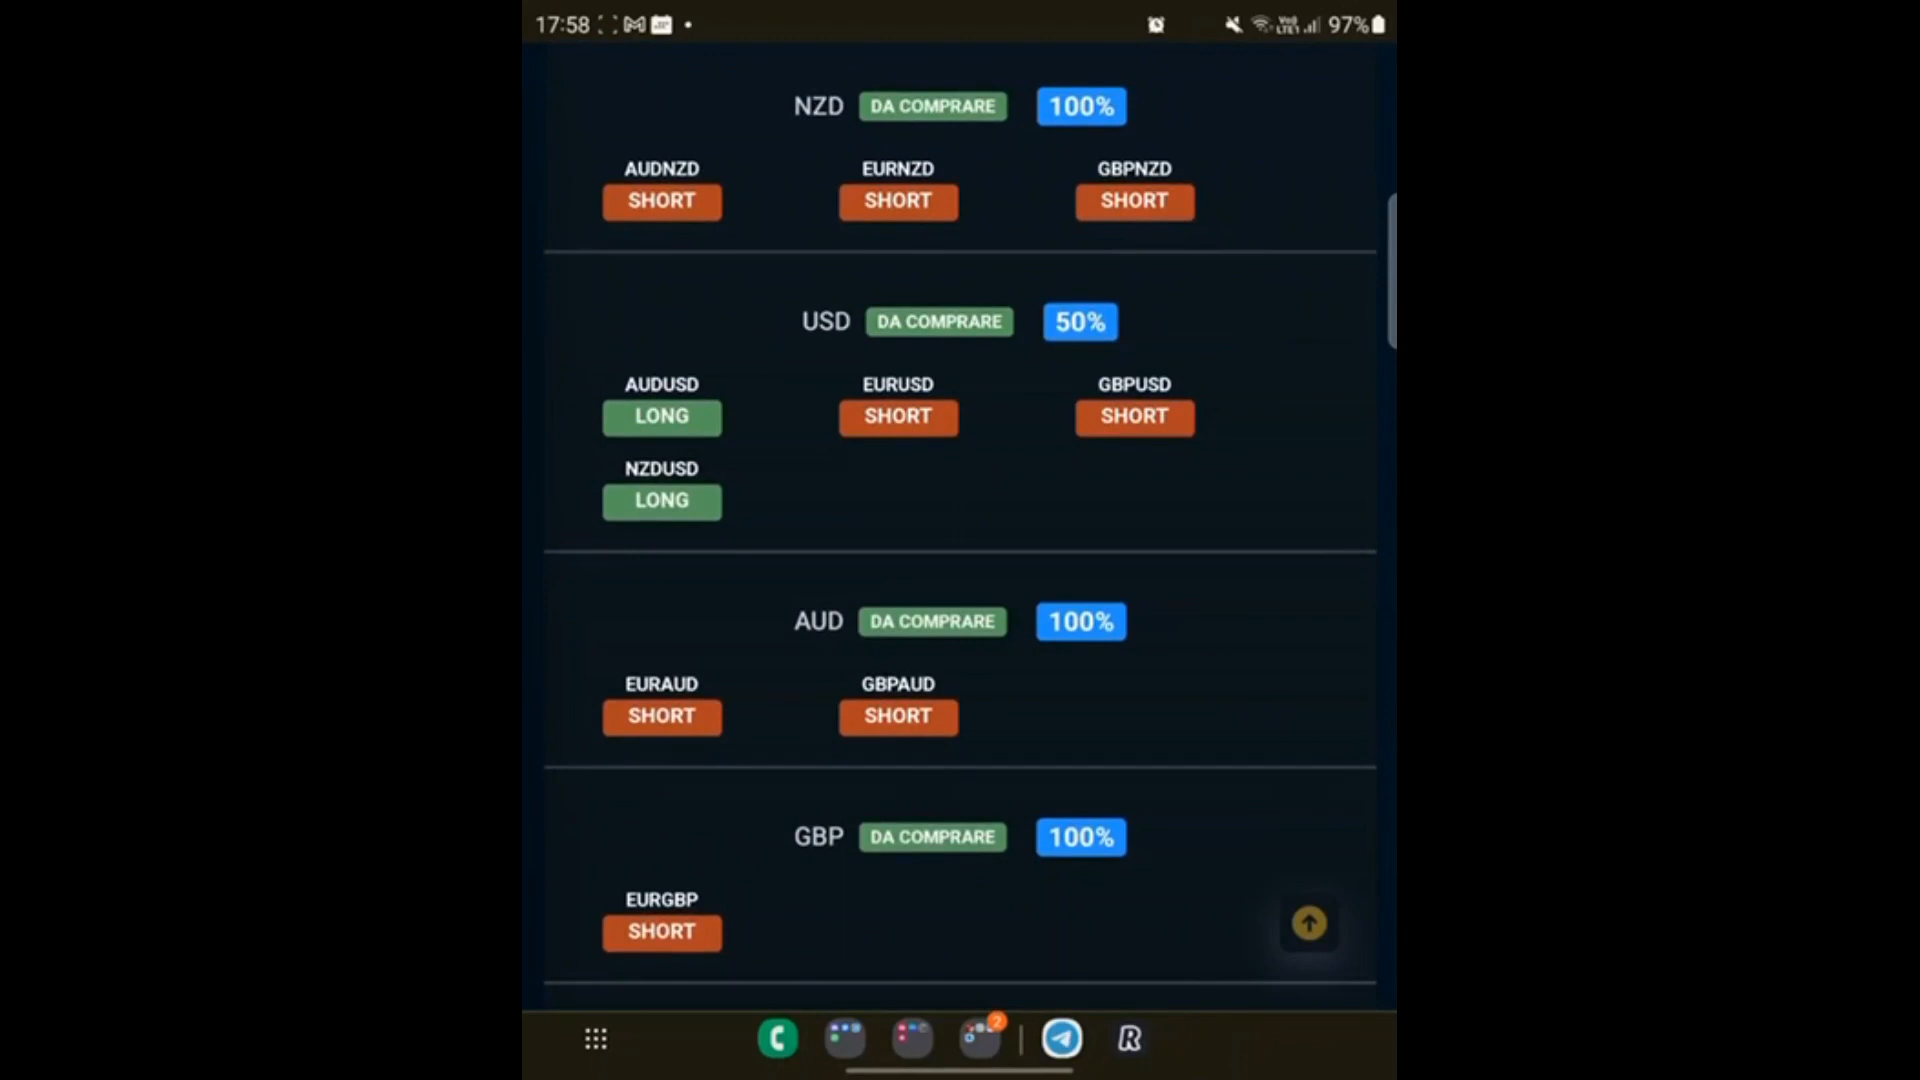 17:58 97%
NZD DA COMPRARE 100%
AUDNZD EURNZD GBPNZD
SHORT SHORT SHORT
USD DA COMPRARE 50%
AUDUSD EURUSD GBPUSD
LONG SHORT SHORT
NZDUSD
LONG
AUD DA COMPRARE 100%
EURAUD GBPAUD
SHORT SHORT
GBP DA COMPRARE 100%
EURGBP
SHORT
2
R